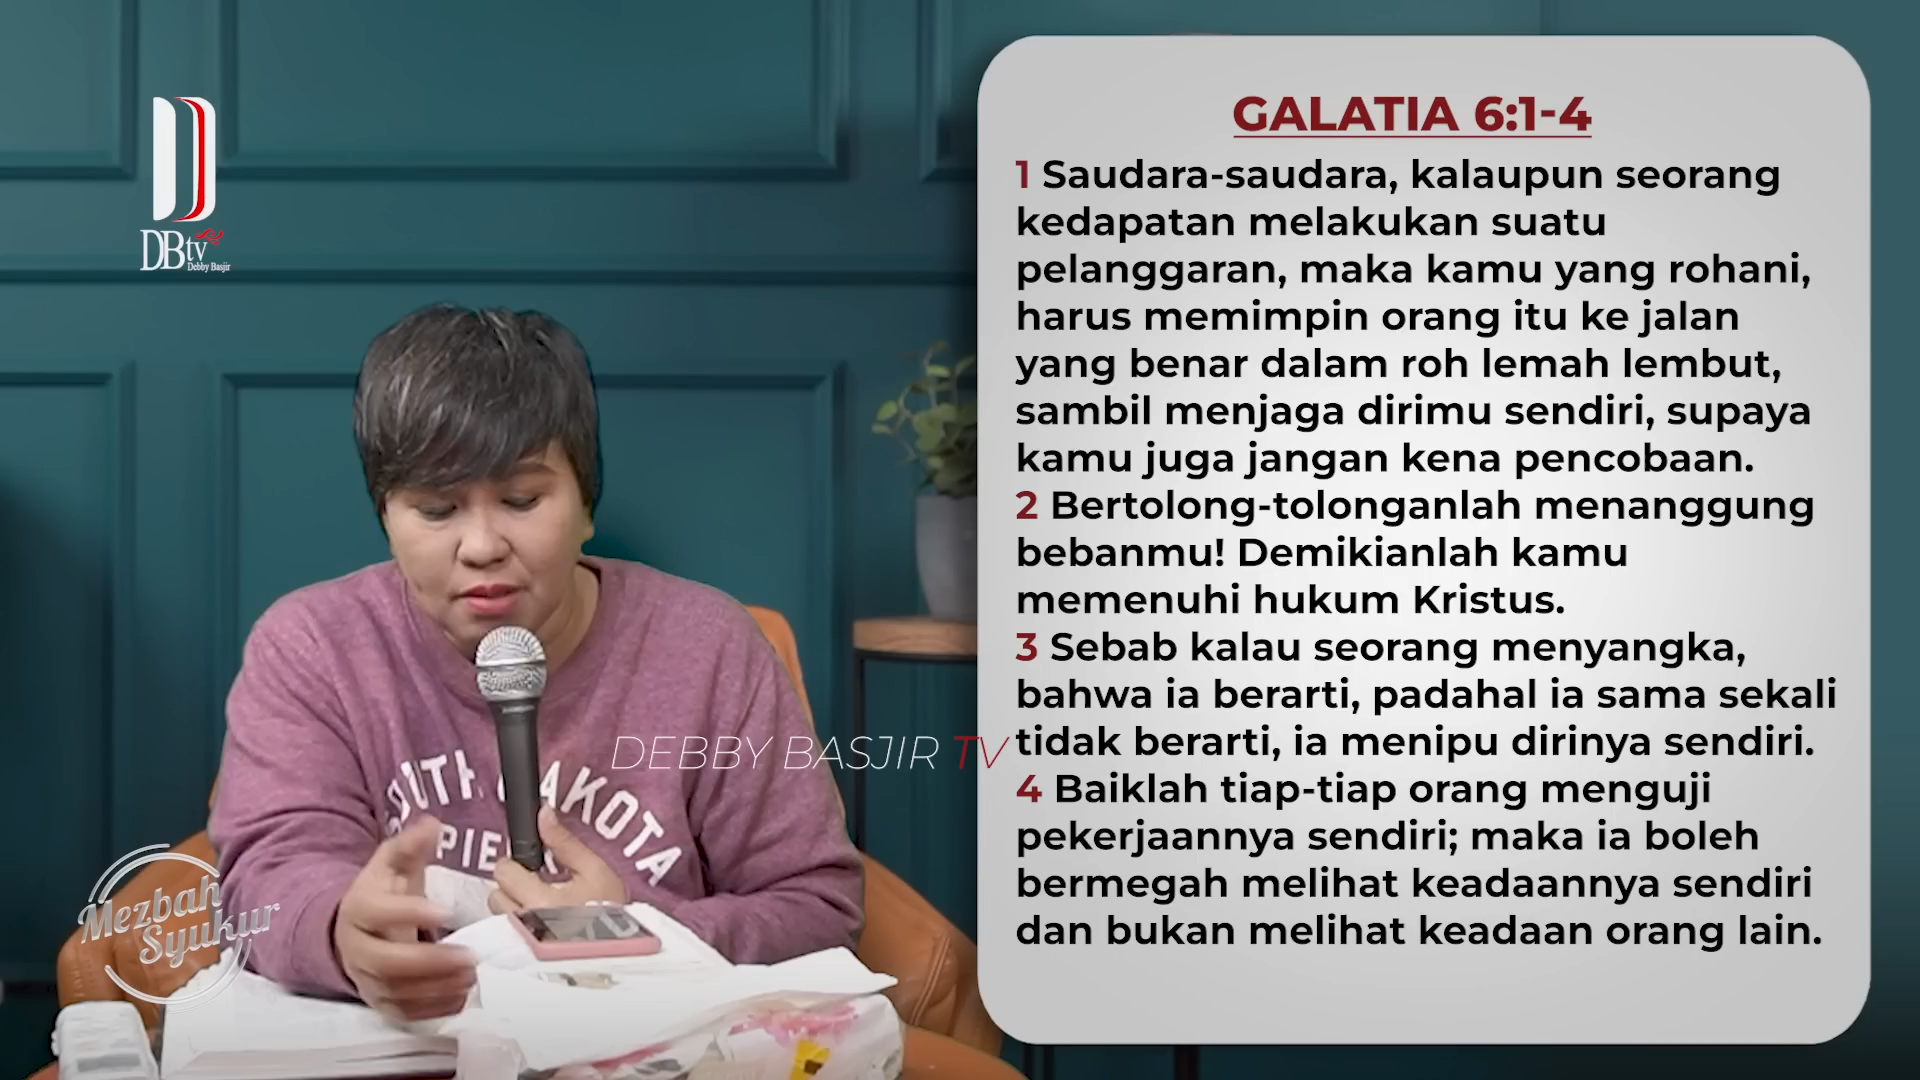 DBtv
Debby Basjir
GALATIA 6:1-4
1 Saudara-saudara, kalaupun seorang
kedapatan melakukan suatu
pelanggaran, maka kamu yang rohani,
harus memimpin orang itu ke jalan
yang benar dalam roh lemah lembut,
sambil menjaga dirimu sendiri, supaya
kamu juga jangan kena pencobaan.
2 Bertolong-tolonganlah menanggung
bebanmu! Demikianlah kamu
memenuhi hukum Kristus.
3 Sebab kalau seorang menyangka,
bahwa ia berarti, padahal ia sama sekali
tidak berarti, ia menipu dirinya sendiri.
4 Baiklah tiap-tiap orang menguji
pekerjaannya sendiri; maka ia boleh
bermegah melihat keadaannya sendiri
dan bukan melihat keadaan orang lain.
DEBBY BASJIR TV
Mezbah
Syukur